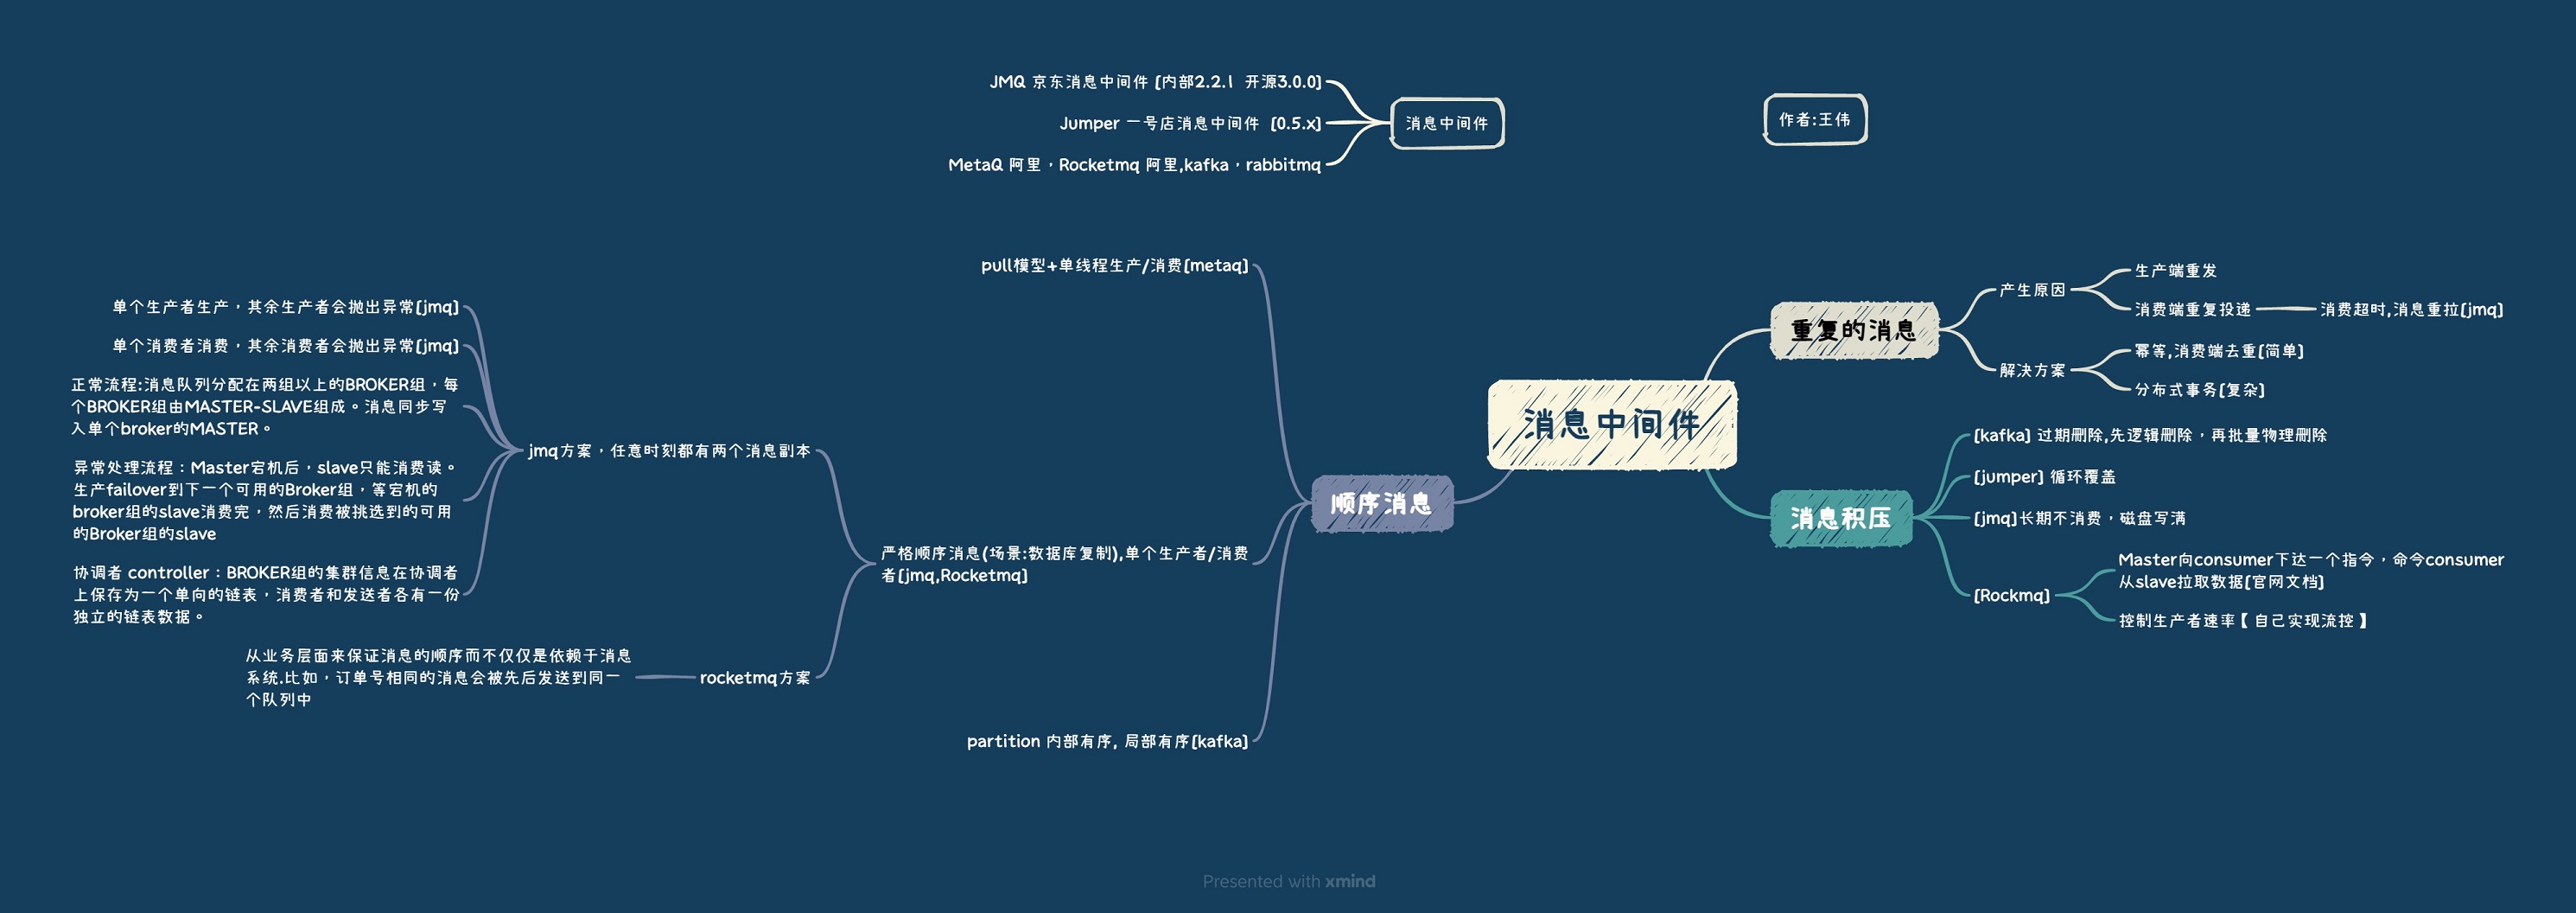 JMQ 京东消息中间件 [内部2.2.1 开源3.0.0]
Jumper 一号店消息中间件 [0.5.x]
MetaQ 阿里，Rocketmq 阿里,kafka，rabbitmq
消息中间件
作者:王伟
消息中间件
重复的消息
产生原因
生产端重发
消费端重复投递
消费超时,消息重拉[jmq]
解决方案
幂等,消费端去重[简单]
分布式事务[复杂]
消息积压
[kafka] 过期删除,先逻辑删除，再批量物理删除
[jumper] 循环覆盖
[jmq]长期不消费，磁盘写满
[Rockmq]
Master向consumer下达一个指令，命令consumer
从slave拉取数据[官网文档]
控制生产者速率【自己实现流控】
顺序消息
pull模型+单线程生产/消费[metaq]
严格顺序消息(场景:数据库复制),单个生产者/消费
者[jmq,Rocketmq]
jmq方案，任意时刻都有两个消息副本
单个生产者生产，其余生产者会抛出异常[jmq]
单个消费者消费，其余消费者会抛出异常[jmq]
正常流程:消息队列分配在两组以上的BROKER组，每
个BROKER组由MASTER-SLAVE组成。消息同步写
入单个broker的MASTER。
异常处理流程：Master宕机后，slave只能消费读。
生产failover到下一个可用的Broker组，等宕机的
broker组的slave消费完，然后消费被挑选到的可用
的Broker组的slave
协调者 controller：BROKER组的集群信息在协调者
上保存为一个单向的链表，消费者和发送者各有一份
独立的链表数据。
rocketmq方案
从业务层面来保证消息的顺序而不仅仅是依赖于消息
系统.比如，订单号相同的消息会被先后发送到同一
个队列中
partition 内部有序, 局部有序[kafka]
Presented with xmind